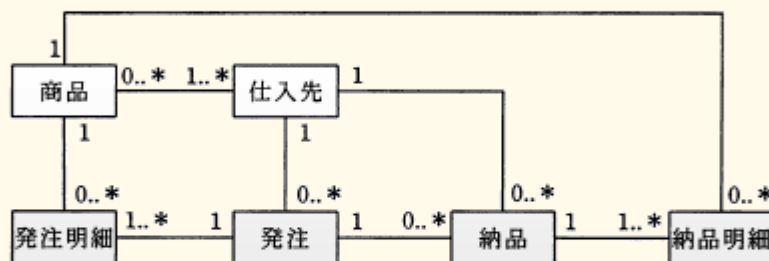 1
商品 0..* 1..* 仕入先 1
1 1
0..* 0..* 0..* 0..*
発注明細 1..* 1 発注 1 0..* 納品 1 1..* 納品明細